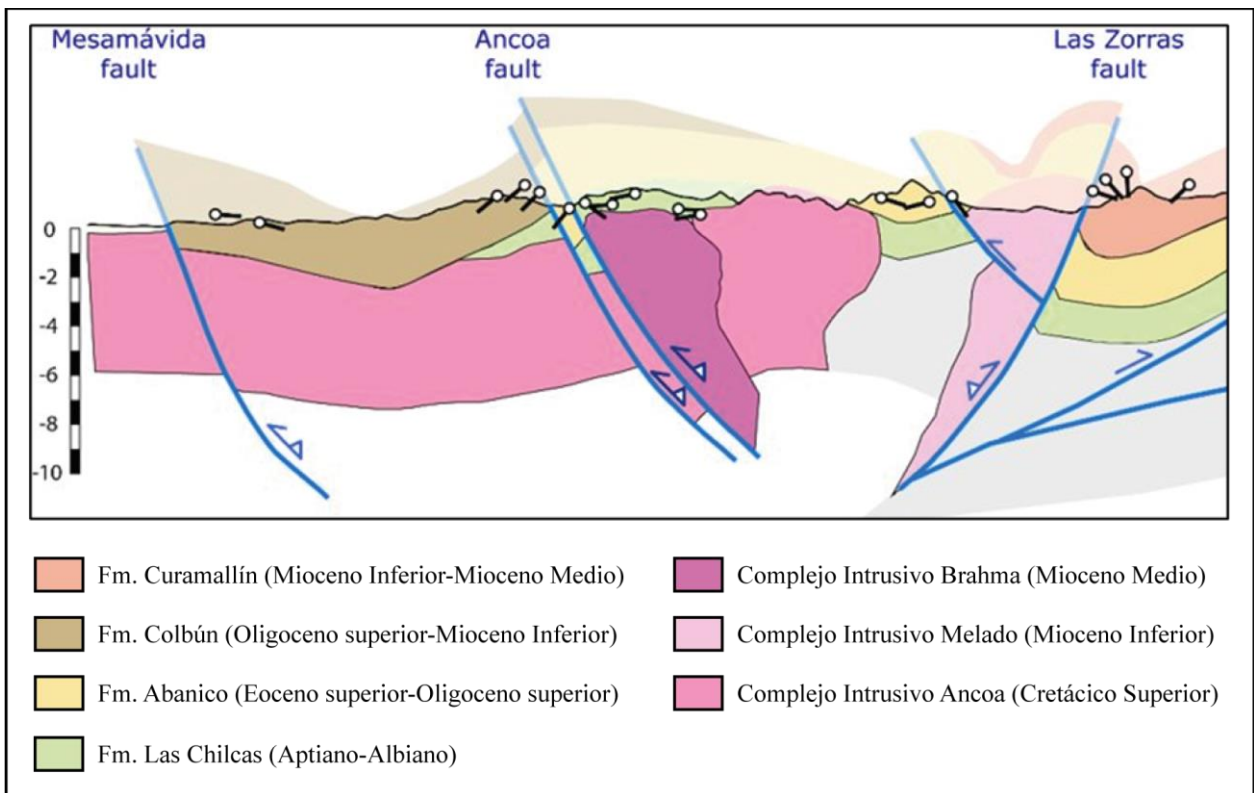 Mesamávida
fault
Ancoa
fault
Las Zorras
fault
0
-2
-4
-6
-8
-10
Fm. Curamallín (Mioceno Inferior-Mioceno Medio)
Fm. Colbún (Oligoceno superior-Mioceno Inferior)
Fm. Abanico (Eoceno superior-Oligoceno superior)
Fm. Las Chilcas (Aptiano-Albiano)
Complejo Intrusivo Brahma (Mioceno Medio)
Complejo Intrusivo Melado (Mioceno Inferior)
Complejo Intrusivo Ancoa (Cretácico Superior)